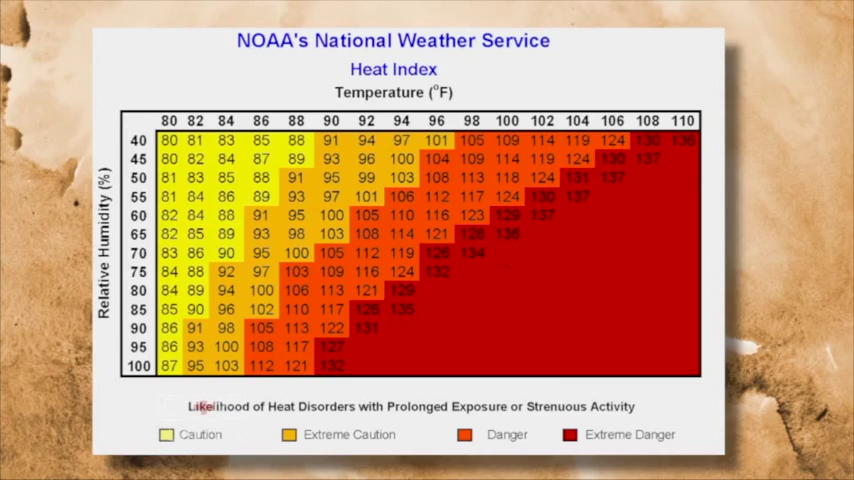 NOAA's National Weather Service
Heat Index
Temperature (°F)
80 82 84 86 88 90 92 94 96 98 100 102 104 106 108 110
Relative Humidity (%)
40 80 81 83 85 88 91 94 97 101 105 109 114 119 124 130 136
45 80 82 84 87 89 93 96 100 104 109 114 119 124 130 137
50 81 83 85 88 91 95 99 103 108 113 118 124 131 137
55 81 84 86 89 93 97 101 106 112 117 124 130 137
60 82 84 88 91 95 100 105 110 116 123 129 137
65 82 85 89 93 98 103 108 114 121 128 136
70 83 86 90 95 100 105 112 119 126 134
75 84 88 92 97 103 109 116 124 132
80 84 89 94 100 106 113 121 129
85 85 90 96 102 110 117 126 135
90 86 91 98 105 113 122 131
95 86 93 100 108 117 127
100 87 95 103 112 121 132
Likelihood of Heat Disorders with Prolonged Exposure or Strenuous Activity
Caution Extreme Caution Danger Extreme Danger